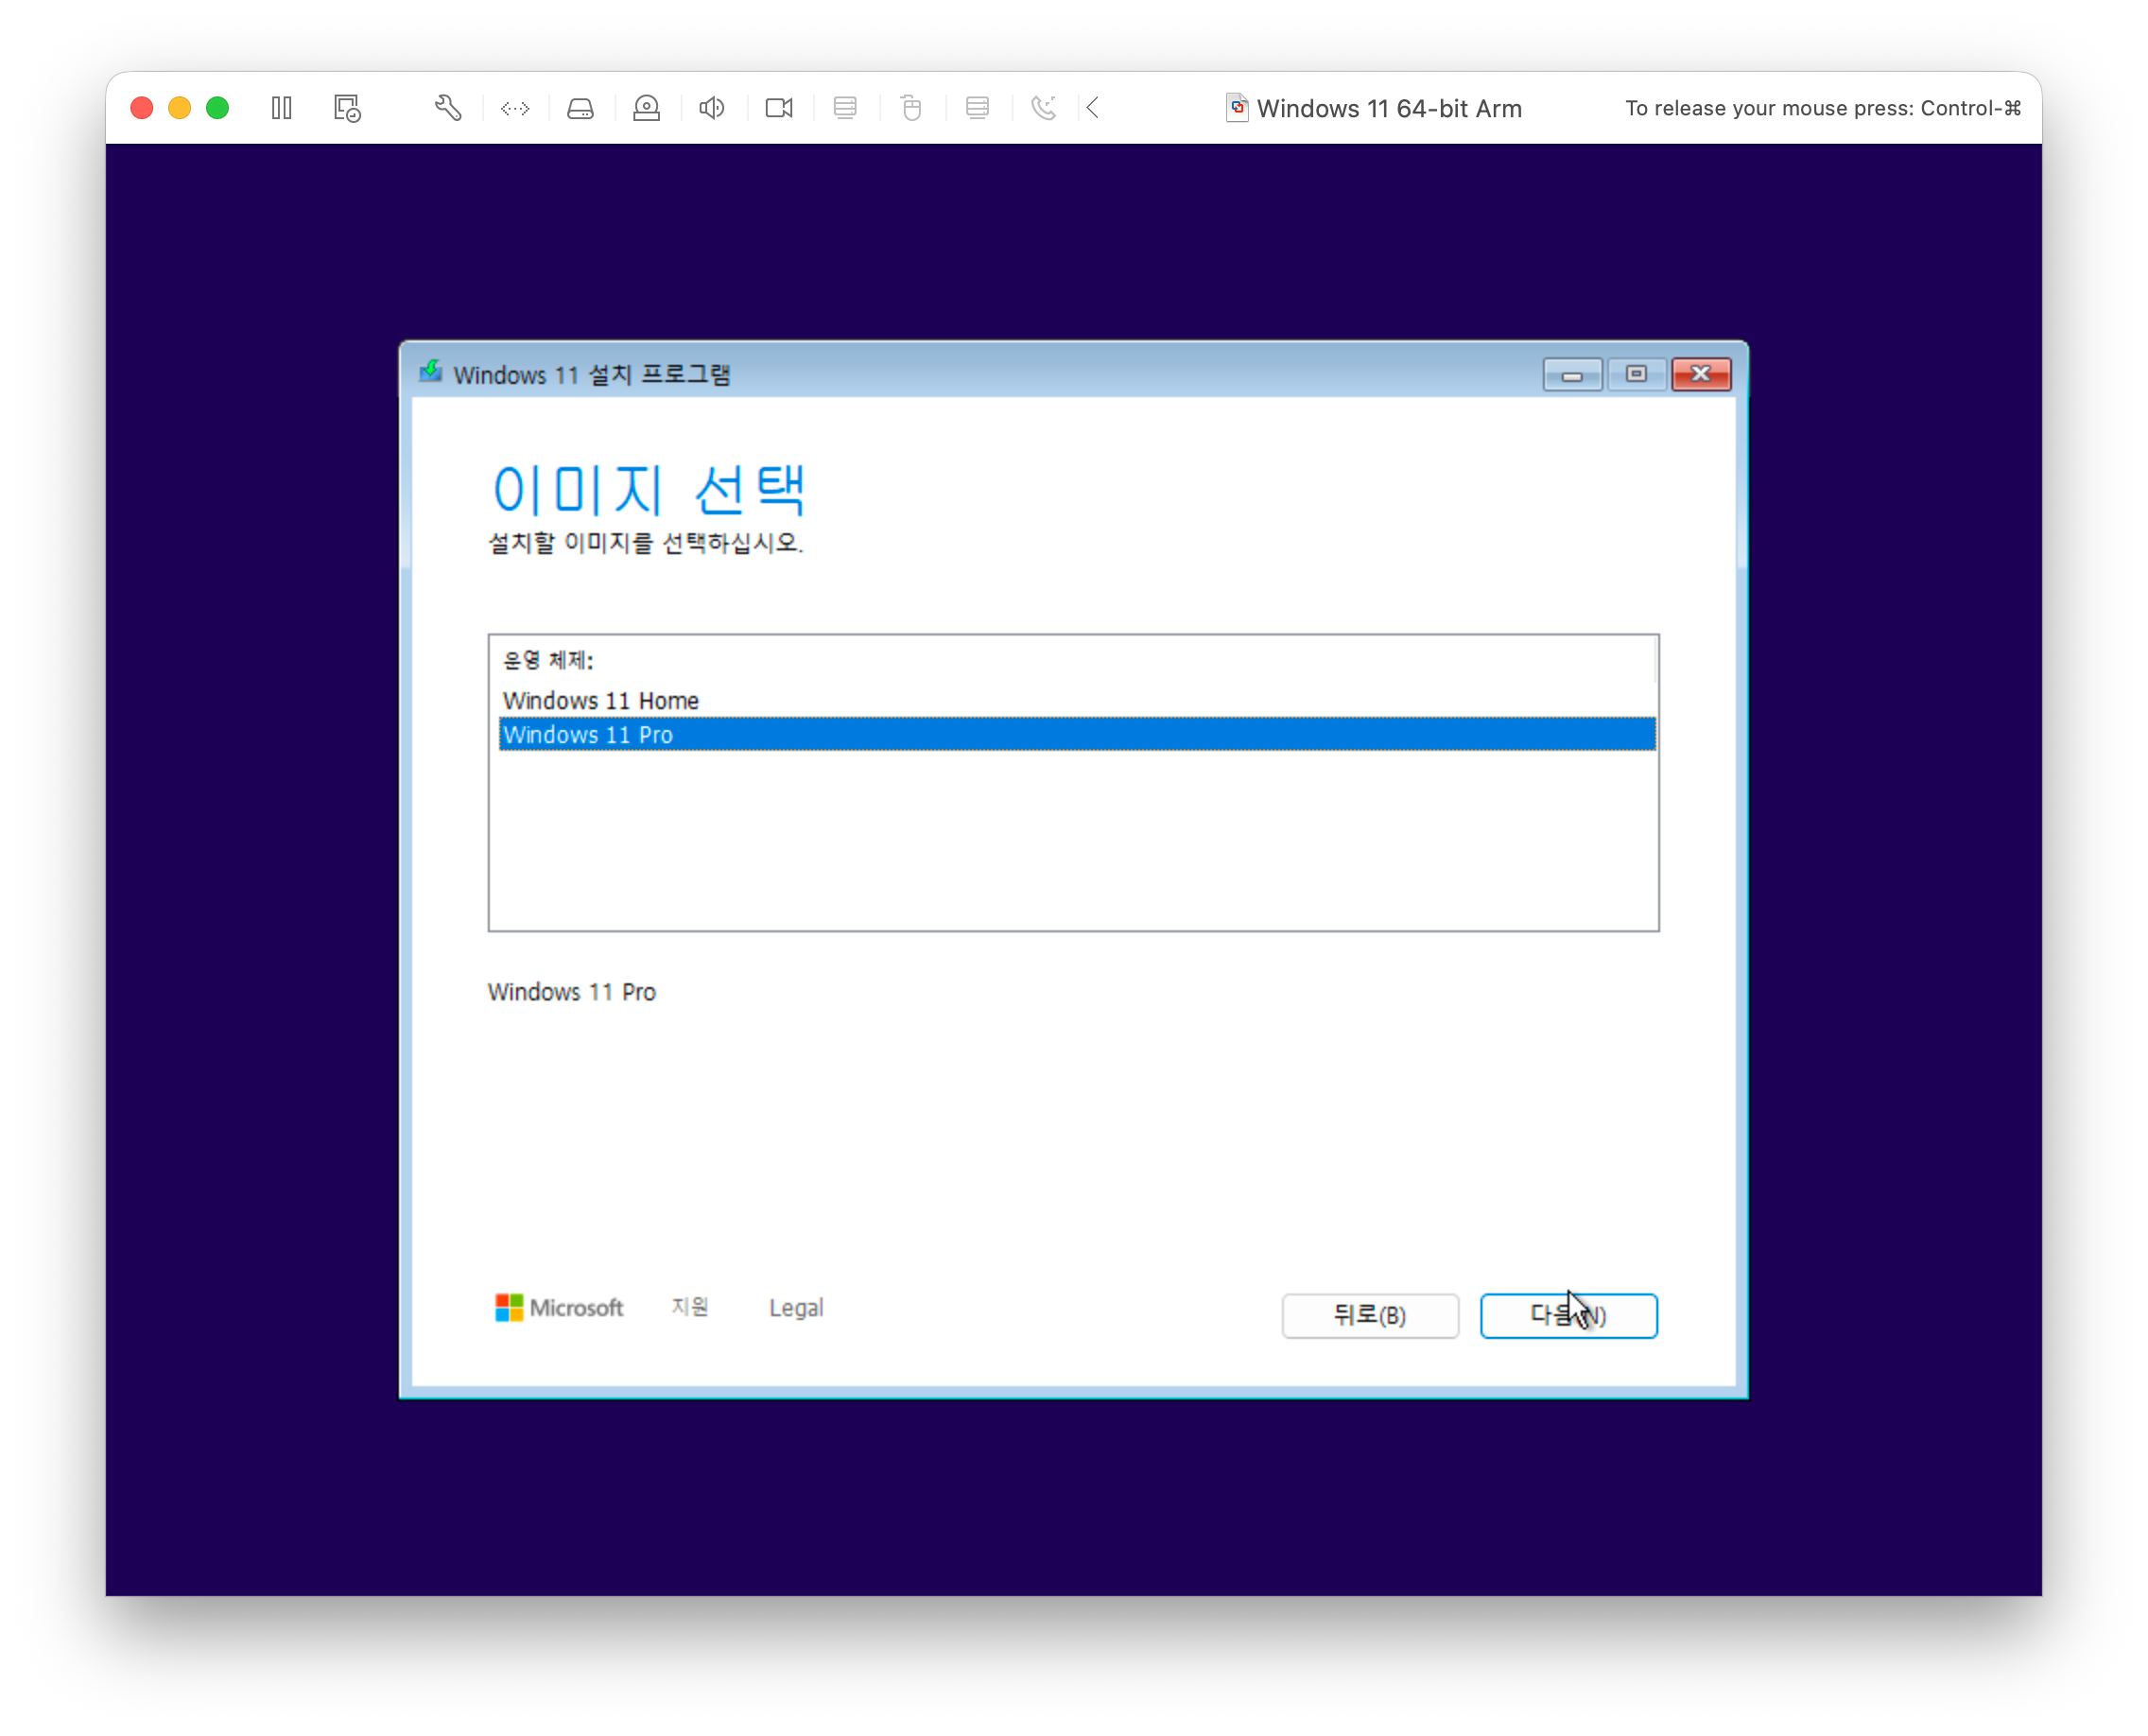 Windows 11 64-bit Arm
To release your mouse press: Control-⌘
Windows 11 설치 프로그램
이미지 선택
설치할 이미지를 선택하십시오.
운영 체제:
Windows 11 Home
Windows 11 Pro
Windows 11 Pro
Microsoft
지원
Legal
뒤로(B)
다음(N)